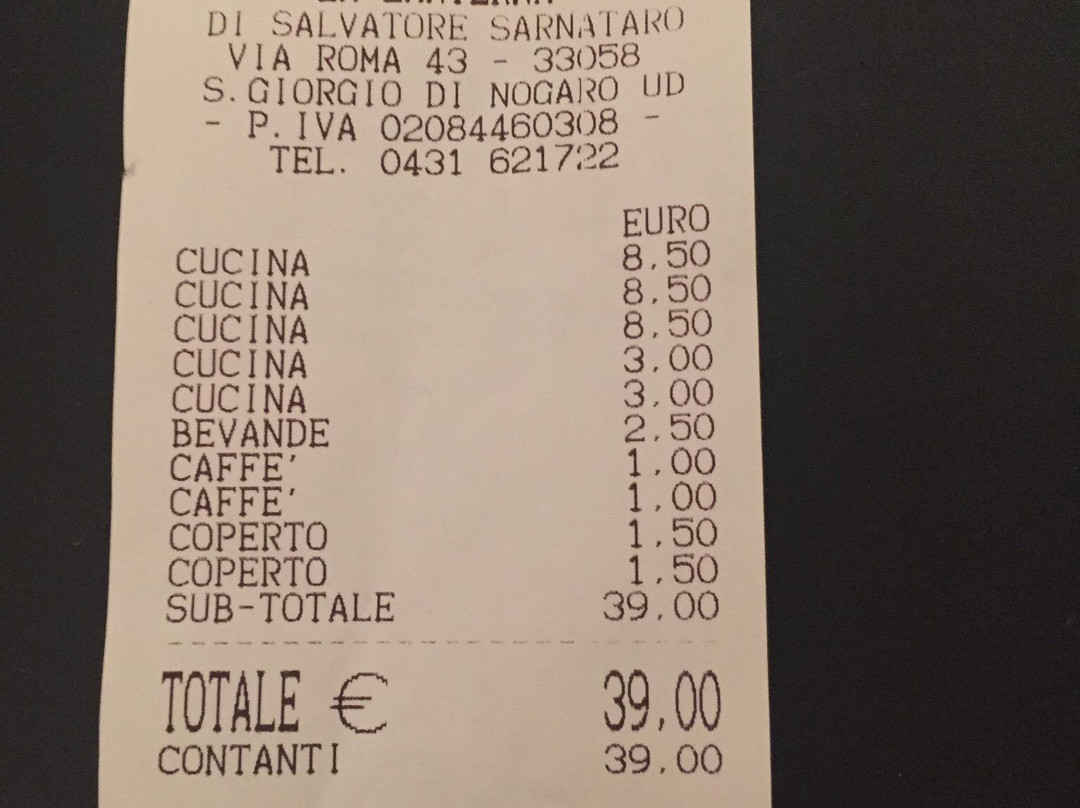 DI SALVATORE SARNATARO
VIA ROMA 43 - 33058
S.GIORGIO DI NOGARO UD
- P.IVA 02084460308 -
TEL. 0431 621722
EURO
CUCINA 8,50
CUCINA 8,50
CUCINA 8,50
CUCINA 3,00
CUCINA 3,00
BEVANDE 2,50
CAFFE' 1,00
CAFFE' 1,00
COPERTO 1,50
COPERTO 1,50
SUB-TOTALE 39,00
TOTALE € 39,00
CONTANTI 39,00